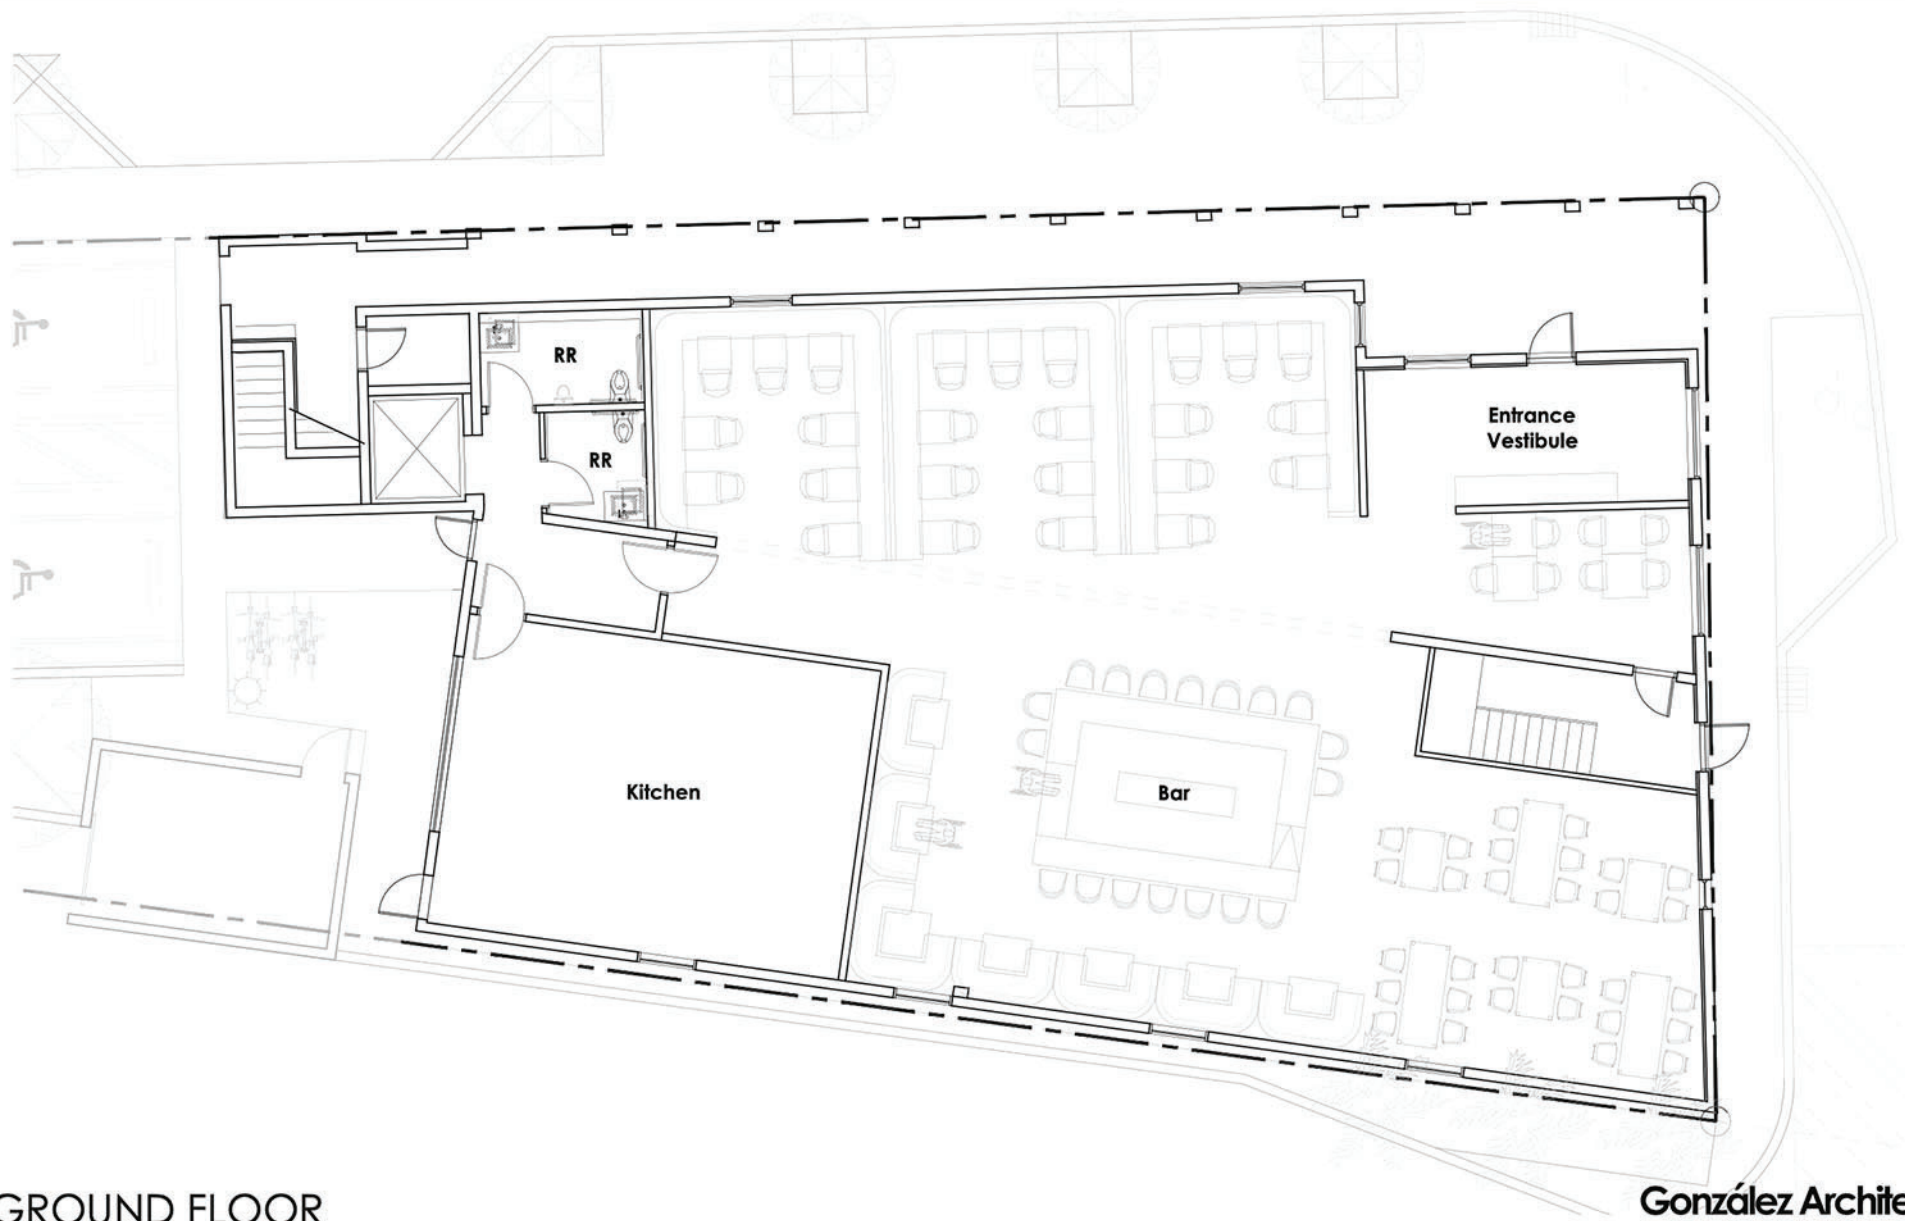 RR
RR
Entrance
Vestibule
Kitchen
Bar
GROUND FLOOR
González Archite